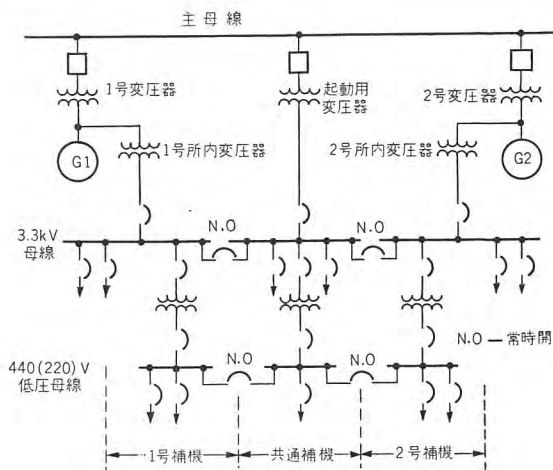 主母線
1号変圧器
起動用
変圧器
2号変圧器
G1
1号所内変圧器
2号所内変圧器
G2
N.O
N.O
3.3kV
母線
N.O
N.O
N.O — 常時開
440(220)V
低圧母線
1号補機
共通補機
2号補機